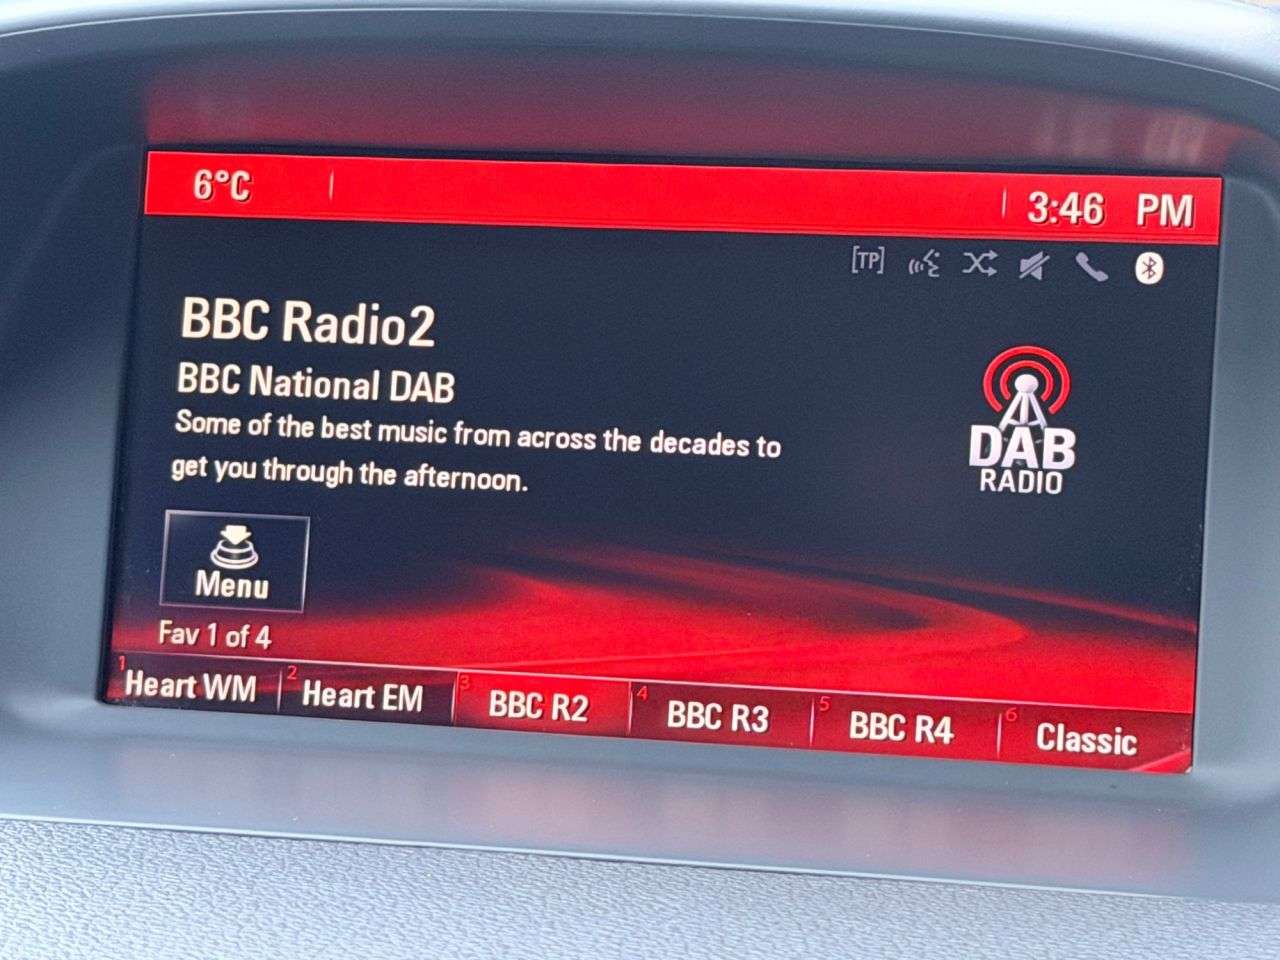 6°C 3:46 PM
[TP]
BBC Radio2
BBC National DAB
Some of the best music from across the decades to
get you through the afternoon.
DAB
RADIO
Menu
Fav 1 of 4
1 Heart WM 2 Heart EM 3 BBC R2 4 BBC R3 5 BBC R4 6 Classic